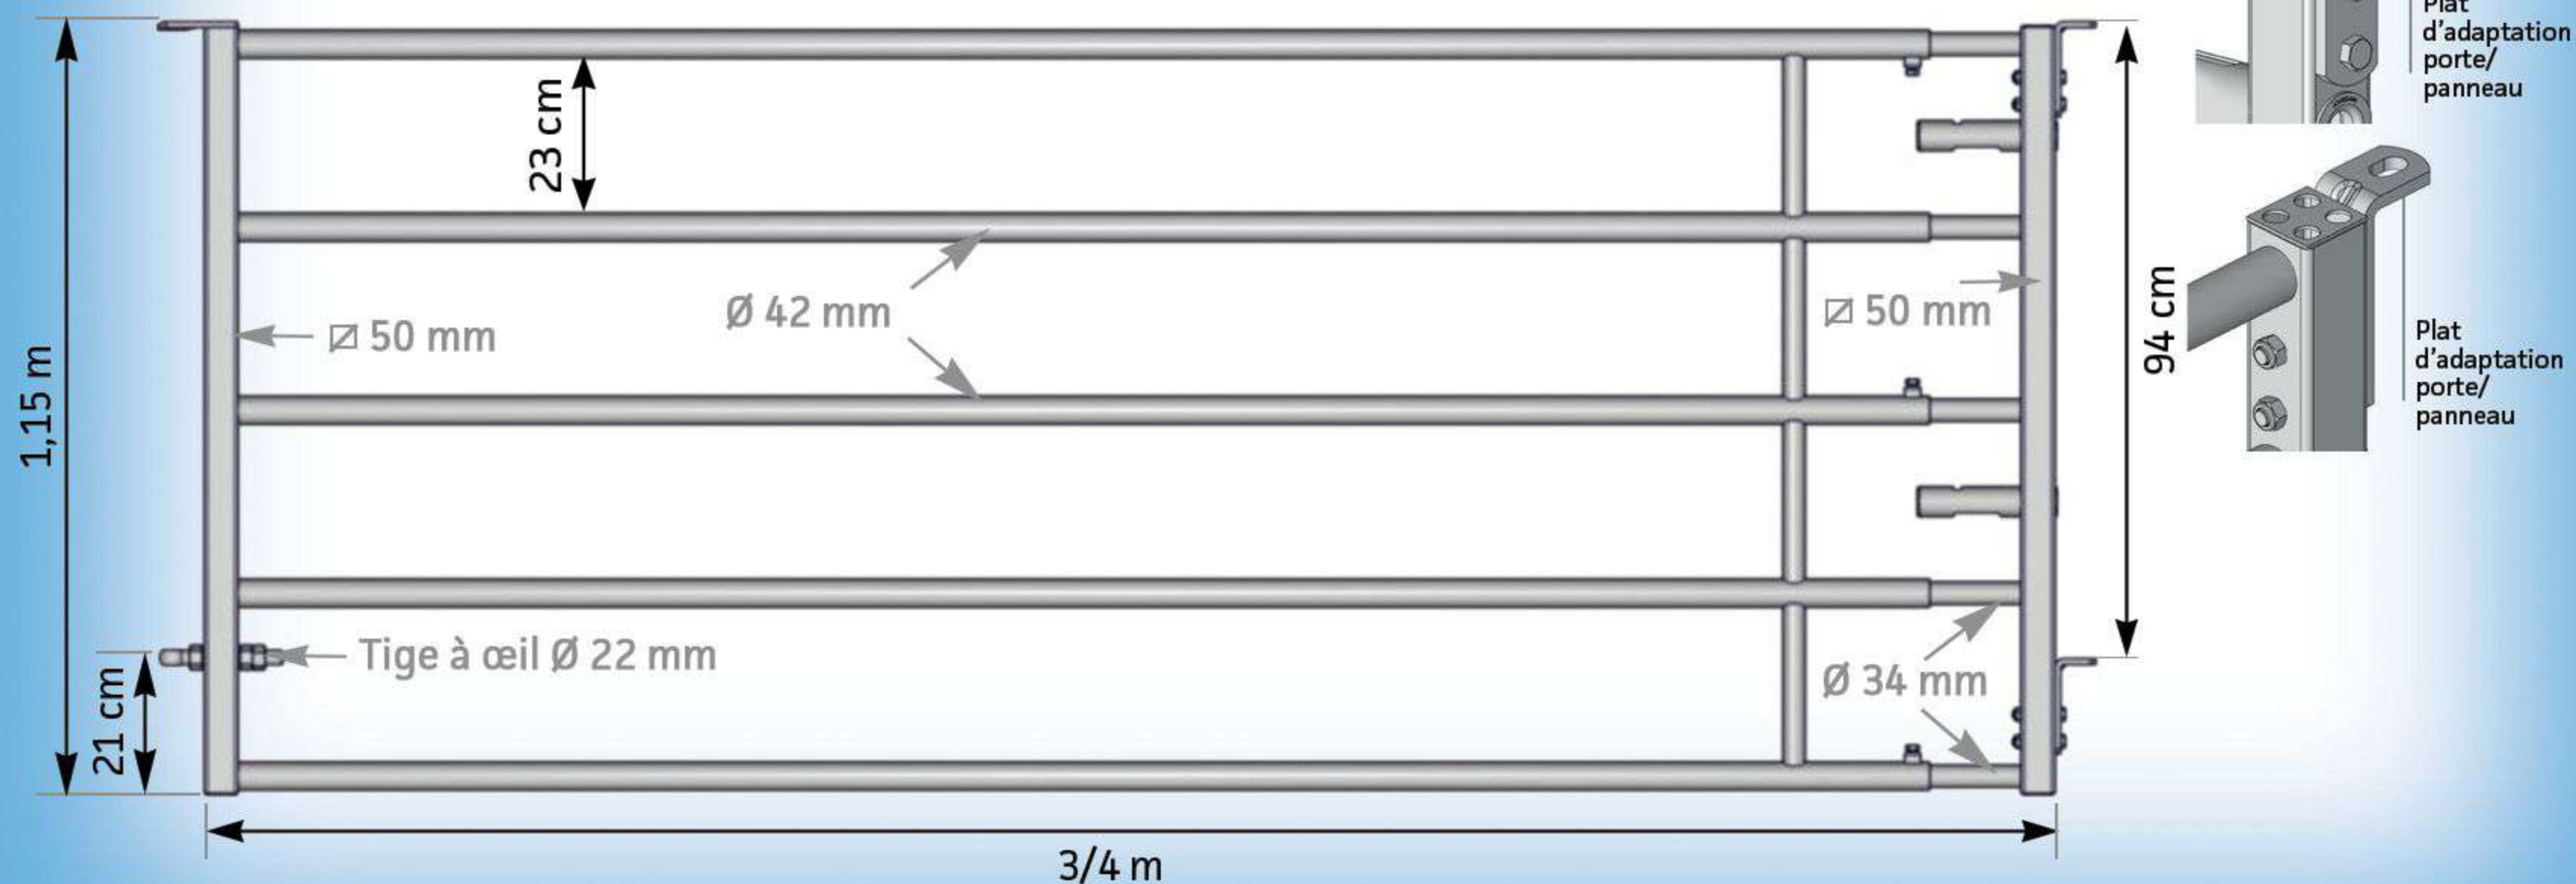 Plat
d'adaptation
porte/
panneau
23 cm
Ø 42 mm
50 mm
50 mm
94 cm
Plat
d'adaptation
porte/
panneau
1,15 m
Tige à œil Ø 22 mm
Ø 34 mm
21 cm
3/4 m